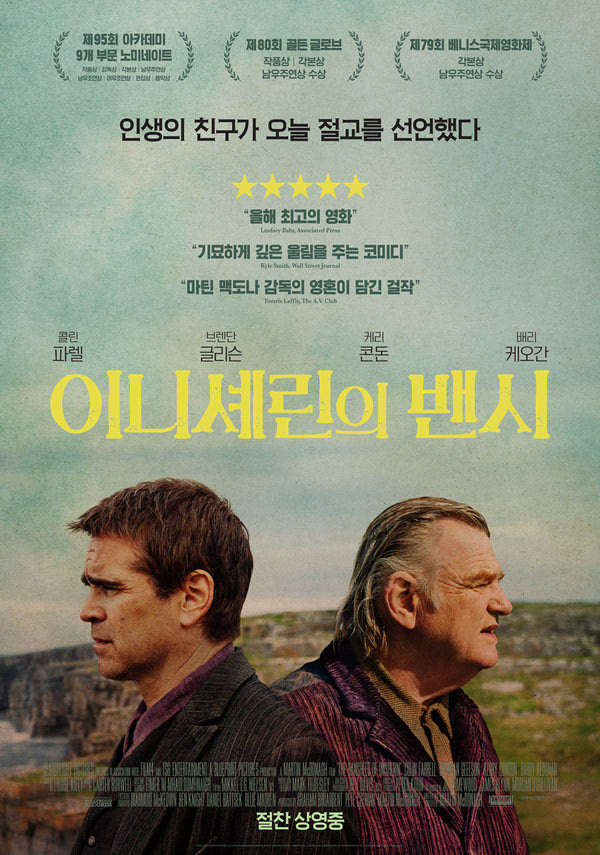 제95회 아카데미
9개 부문 노미네이트
작품상 | 감독상 | 각본상 | 남우주연상
남우조연상 | 여우조연상 | 편집상 | 음악상
제80회 골든 글로브
작품상 | 각본상
남우주연상 수상
제79회 베니스국제영화제
각본상
남우주연상 수상
인생의 친구가 오늘 절교를 선언했다
★★★★★
“올해 최고의 영화”
Lindsey Bahr, Associated Press
“기묘하게 깊은 울림을 주는 코미디”
Kyle Smith, Wall Street Journal
“마틴 맥도나 감독의 영혼이 담긴 걸작”
Tomris Laffly, The A.V. Club
콜린 파렐
브렌단 글리슨
케리 콘돈
배리 케오간
이니셰린의 밴시
절찬 상영중